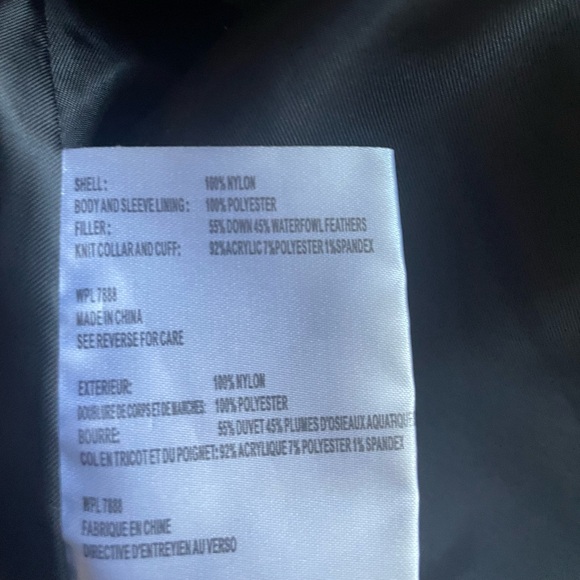 SHELL: 100% NYLON
BODY AND SLEEVE LINING: 100% POLYESTER
FILLER: 55% DOWN 45% WATERFOWL FEATHERS
KNIT COLLAR AND CUFF: 92%ACRYLIC 7%POLYESTER 1%SPANDEX
WPL 7888
MADE IN CHINA
SEE REVERSE FOR CARE
EXTERIEUR: 100% NYLON
DOUBLURE DE CORPS ET DE MANCHES: 100% POLYESTER
BOURRE: 55% DUVET 45% PLUMES D'OSIEAUX AQUATIQUE
COL EN TRICOT ET DU POIGNET: 92% ACRYLIQUE 7% POLYESTER 1% SPANDEX
WPL 7888
FABRIQUE EN CHINE
DIRECTIVE D'ENTREYIEN AU VERSO